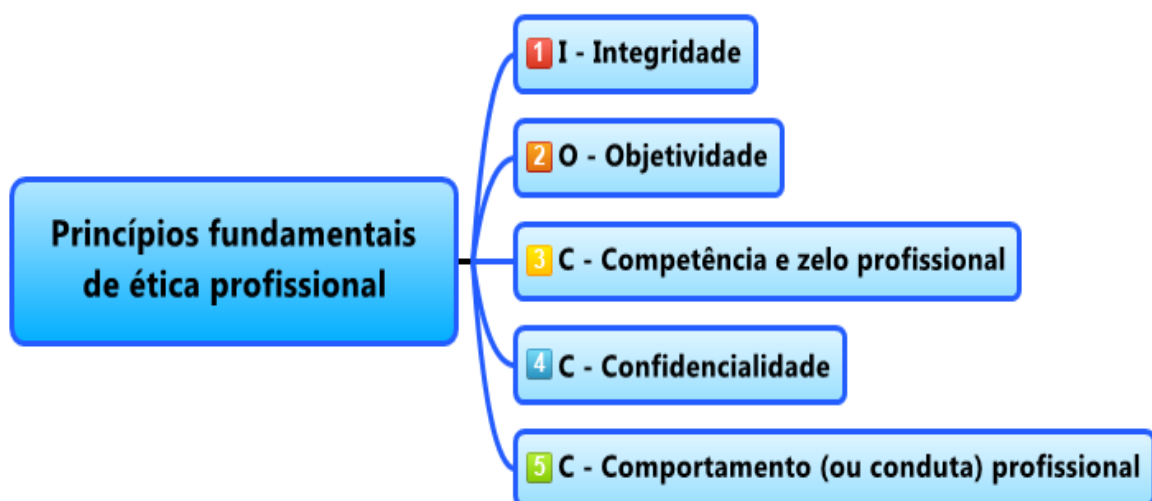 Princípios fundamentais
de ética profissional
1 I - Integridade
2 O - Objetividade
3 C - Competência e zelo profissional
4 C - Confidencialidade
5 C - Comportamento (ou conduta) profissional